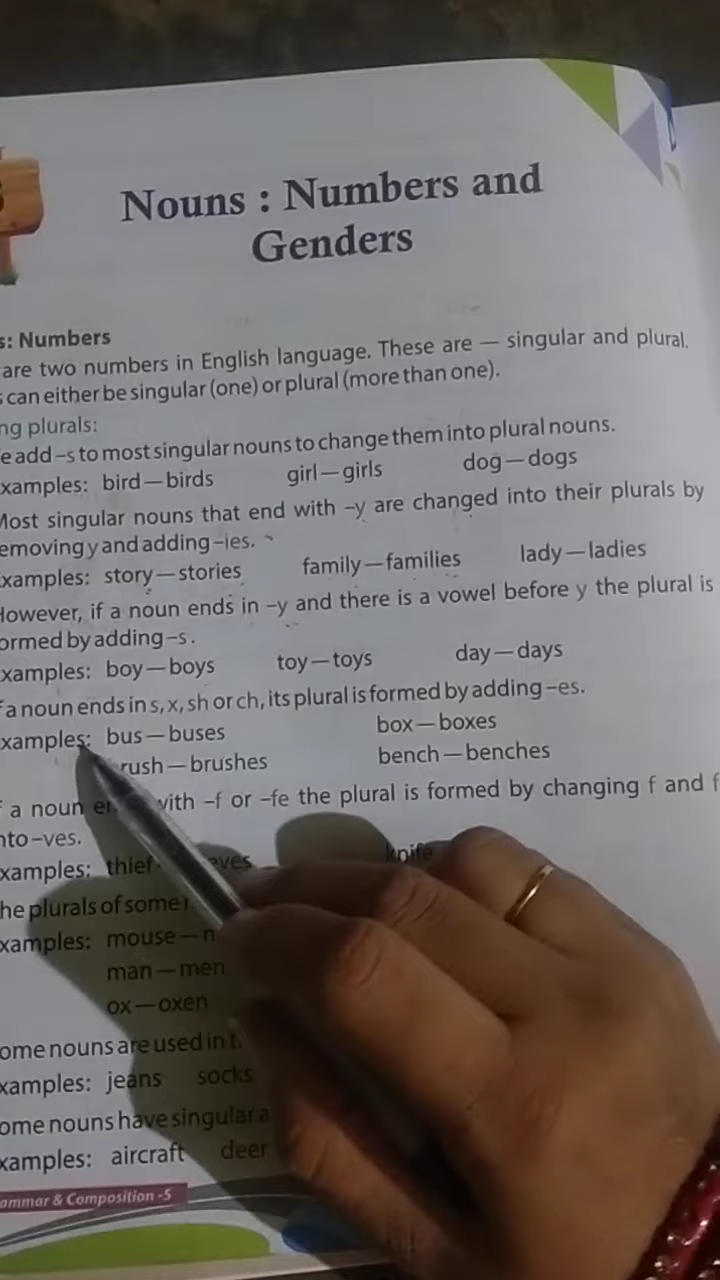 Nouns : Numbers and
Genders
s: Numbers
are two numbers in English language. These are — singular and plural.
s can either be singular (one) or plural (more than one).
ng plurals:
e add –s to most singular nouns to change them into plural nouns.
xamples: bird — birds girl — girls dog — dogs
Most singular nouns that end with –y are changed into their plurals by
emoving y and adding –ies.
xamples: story — stories family — families lady — ladies
However, if a noun ends in –y and there is a vowel before y the plural is
ormed by adding –s.
xamples: boy — boys toy — toys day — days
f a noun ends in s, x, sh or ch, its plural is formed by adding –es.
xamples: bus — buses box — boxes
rush — brushes bench — benches
f a noun with –f or –fe the plural is formed by changing f and f
nto –ves.
xamples: thief eves knife
he plurals of some
xamples: mouse —
man — men
ox — oxen
ome nouns are used in
xamples: jeans socks
ome nouns have singular a
xamples: aircraft deer
ammar & Composition -5